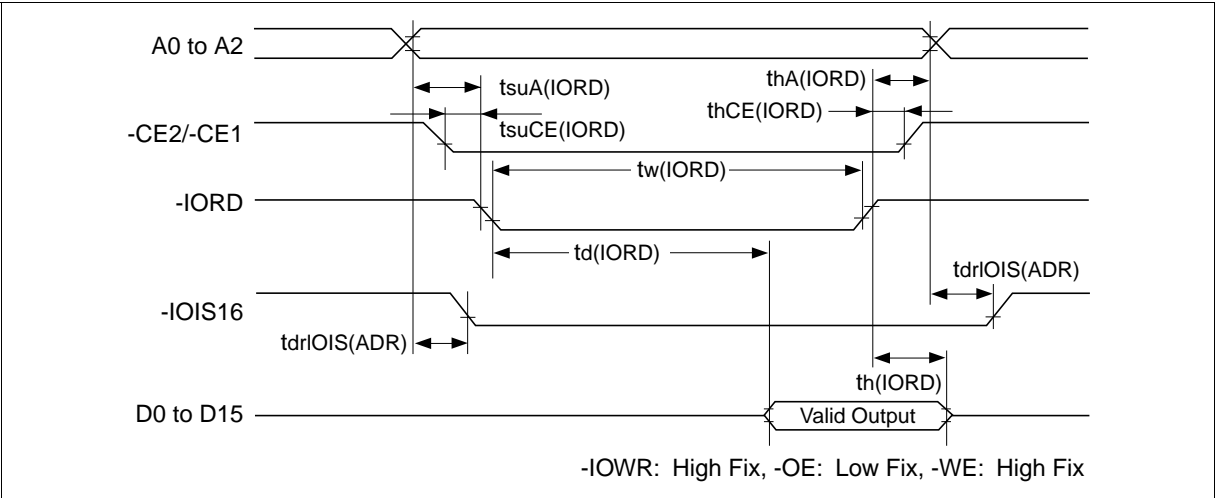 A0 to A2
tsuA(IORD)
thA(IORD)
thCE(IORD)
tsuCE(IORD)
-CE2/-CE1
tw(IORD)
-IORD
td(IORD)
tdrIOIS(ADR)
-IOIS16
tdrIOIS(ADR)
th(IORD)
D0 to D15
Valid Output
-IOWR: High Fix, -OE: Low Fix, -WE: High Fix